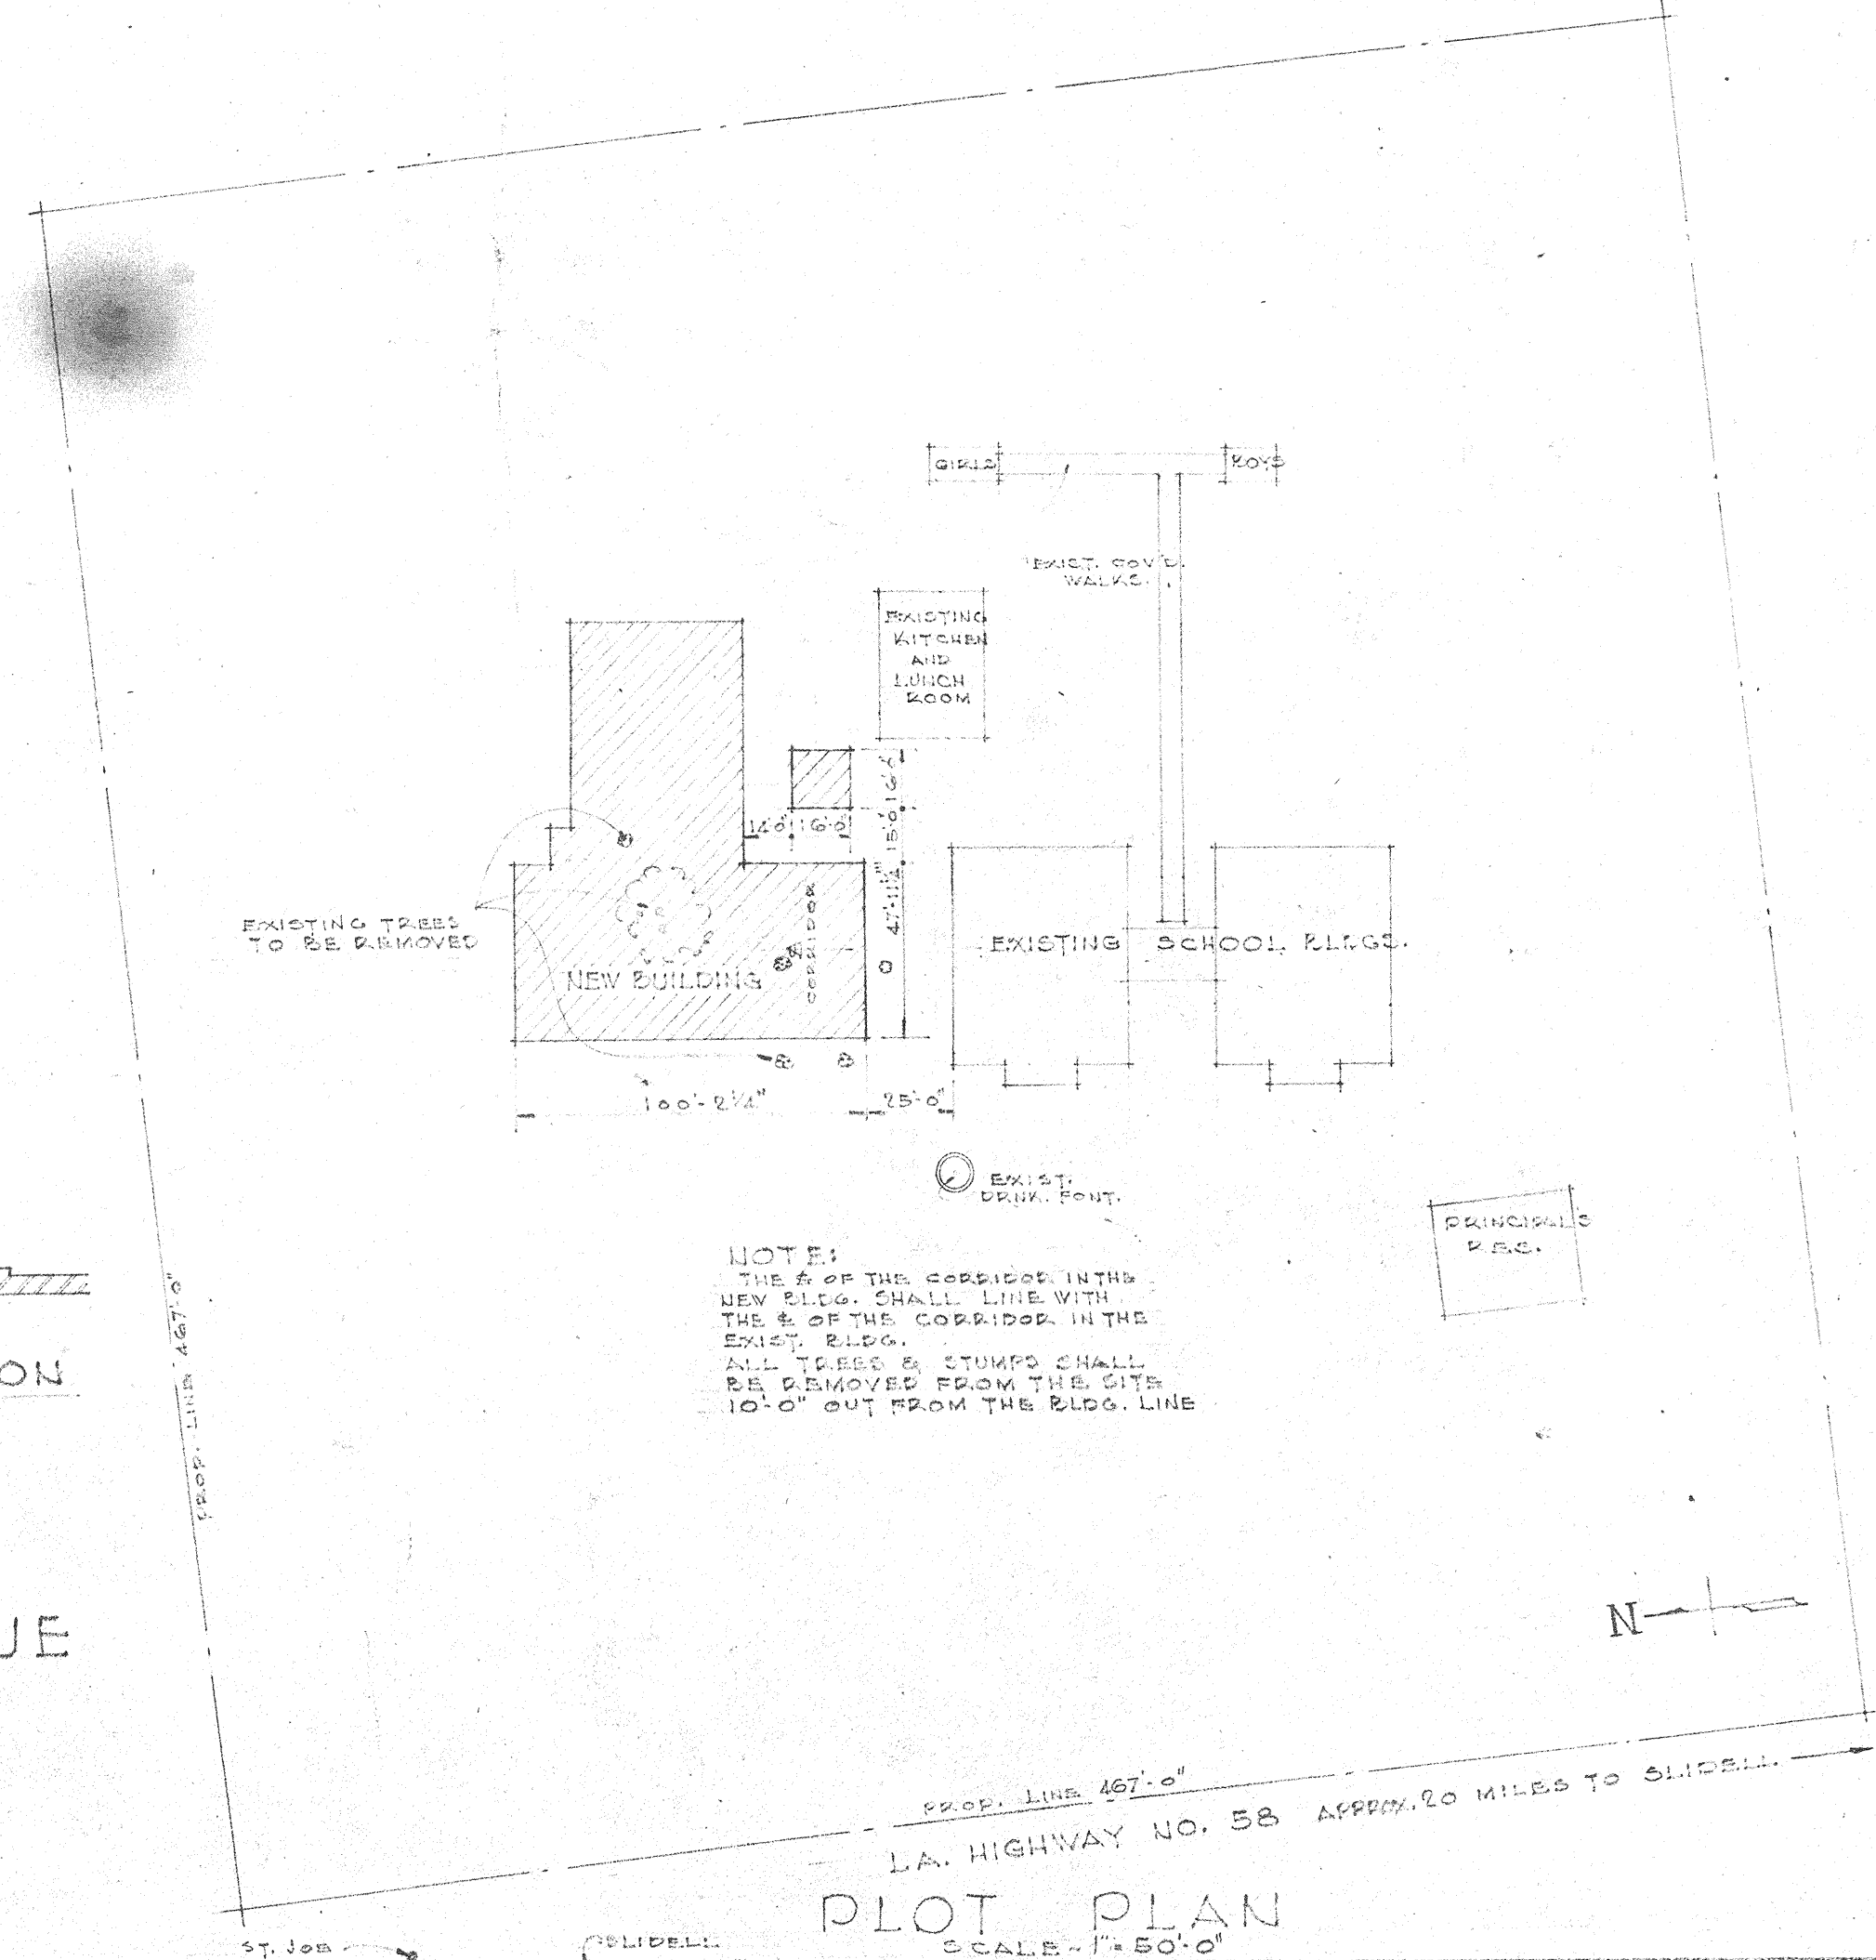 GIRLS
BOYS
EXIST. COV'D.
WALKS.
EXISTING
KITCHEN
AND
LUNCH
ROOM
16'-6"
14'-0"
16'-0"
15'-0"
CORRIDOR
EXISTING TREES
TO BE REMOVED
EXISTING SCHOOL BLDGS.
NEW BUILDING
100'-2¼"
25'-0"
EXIST.
DRNK. FONT.
PRINCIPAL'S
RES.
NOTE:
THE ℄ OF THE CORRIDOR IN THE
NEW BLDG. SHALL LINE WITH
THE ℄ OF THE CORRIDOR IN THE
EXIST. BLDG.
ALL TREES & STUMPS SHALL
BE REMOVED FROM THE SITE
10'-0" OUT FROM THE BLDG. LINE
PROP. LINE 467'-0"
ON
UE
N
PROP. LINE 467'-0"
LA. HIGHWAY NO. 58 APPROX. 20 MILES TO SLIDELL.
PLOT PLAN
SCALE ~ 1" = 50'-0"
ST. JOE
SLIDELL